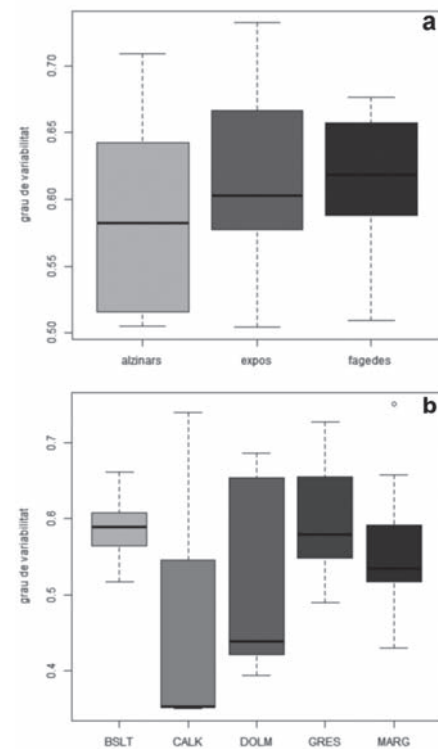 a
grau de variabilitat
0.70
0.65
0.60
0.55
0.50
alzinars expos fagedes
b
grau de variabilitat
0.7
0.6
0.5
0.4
BSLT CALK DOLM GRES MARG